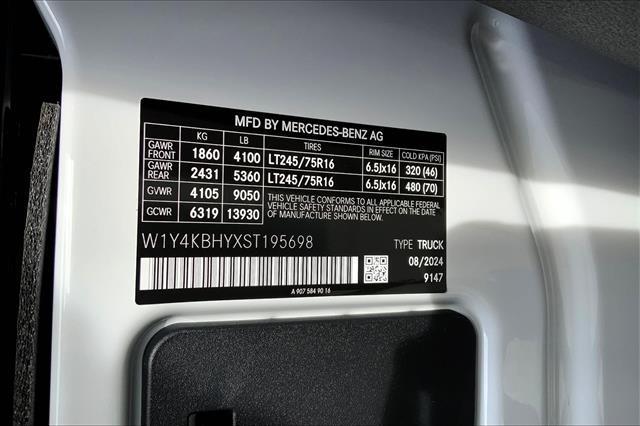 MFD BY MERCEDES-BENZ AG
KG LB TIRES RIM SIZE COLD KPA (PSI)
GAWR FRONT 1860 4100 LT245/75R16 6.5Jx16 320 (46)
GAWR REAR 2431 5360 LT245/75R16 6.5Jx16 480 (70)
GVWR 4105 9050
GCWR 6319 13930
THIS VEHICLE CONFORMS TO ALL APPLICABLE
U.S. FEDERAL MOTOR
VEHICLE SAFETY STANDARDS IN EFFECT ON THE DATE
OF MANUFACTURE SHOWN ABOVE.
W1Y4KBHYXST195698
TYPE TRUCK
08/2024
9147
A 907 584 90 16